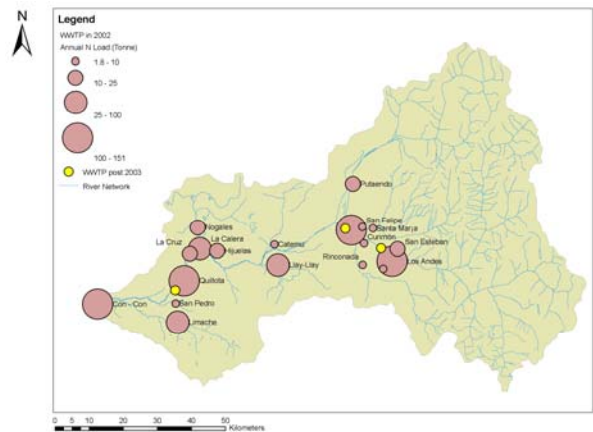 N
Legend
WWTP in 2002
Annual N Load (Tonne)
1.6 - 10
10 - 25
25 - 100
100 - 151
WWTP post 2003
River Network
Putaendo
San Felipe
Santa Marja
Curimon
San Esteban
Los Andes
Rinconada
Catemu
Llay-Llay
Nogales
La Cruz
La Calera
Hijuelas
Quillota
San Pedro
Con - Con
Limache
0 5 10 20 30 40 50
Kilometers